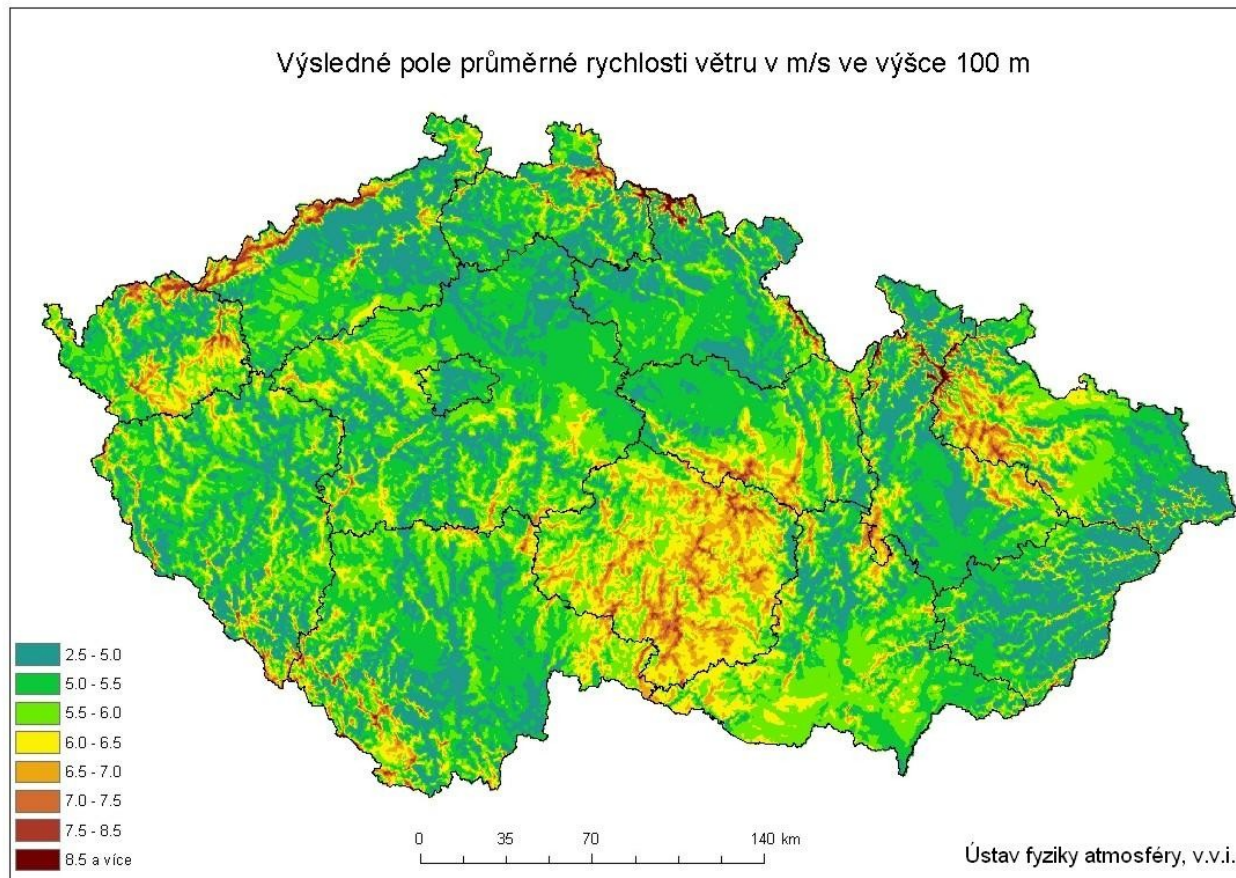 Výsledné pole průměrné rychlosti větru v m/s ve výšce 100 m
2.5 - 5.0
5.0 - 5.5
5.5 - 6.0
6.0 - 6.5
6.5 - 7.0
7.0 - 7.5
7.5 - 8.5
8.5 a více
0 35 70 140 km
Ústav fyziky atmosféry, v.v.i.